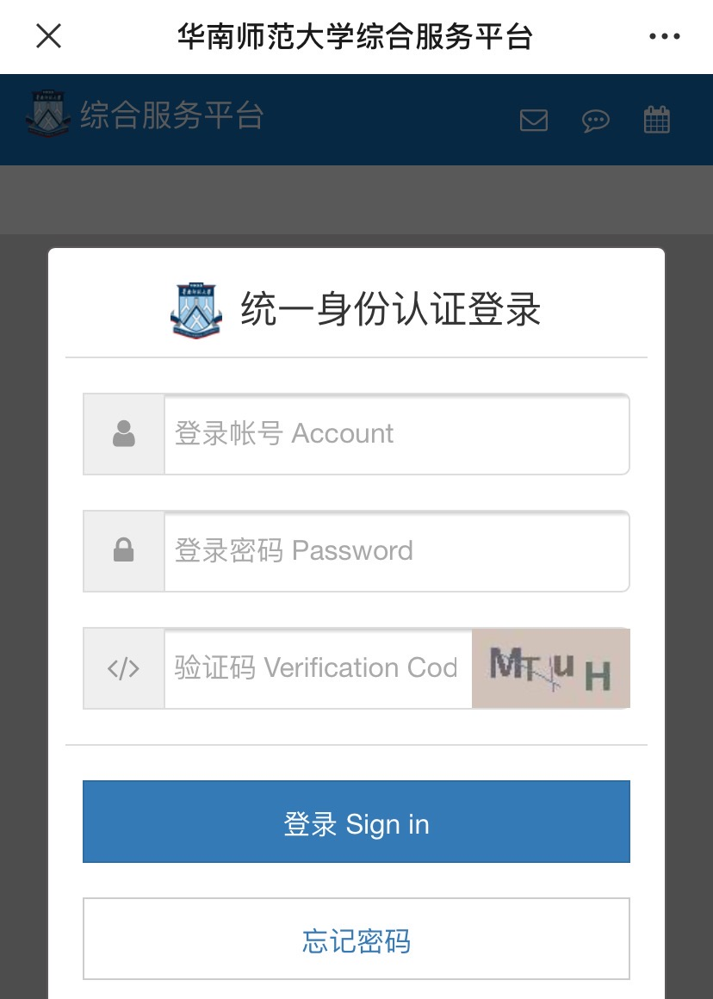 华南师范大学综合服务平台
综合服务平台
统一身份认证登录
登录帐号 Account
登录密码 Password
验证码 Verification Cod
MTuH
登录 Sign in
忘记密码